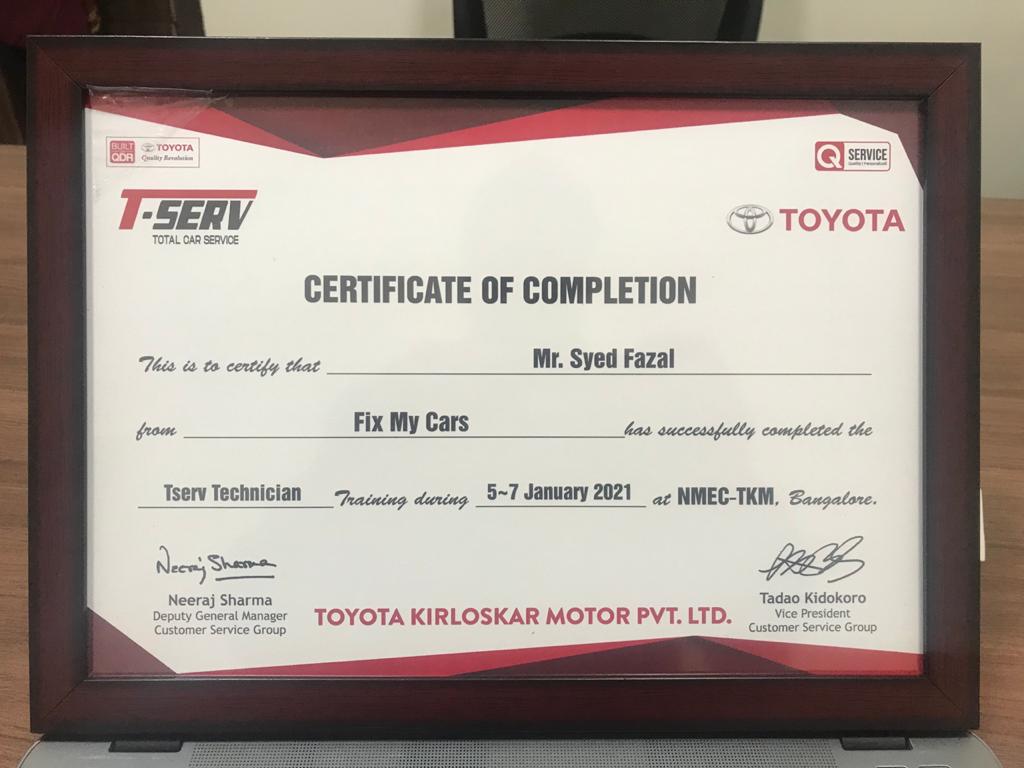 BUILT QDR TOYOTA Quality Revolution
Q SERVICE
Quality | Personalized
T-SERV
TOTAL CAR SERVICE
TOYOTA
CERTIFICATE OF COMPLETION
This is to certify that Mr. Syed Fazal
from Fix My Cars has successfully completed the
Tserv Technician Training during 5~7 January 2021 at NMEC-TKM, Bangalore.
Neeraj Sharma
Neeraj Sharma
Deputy General Manager
Customer Service Group
TOYOTA KIRLOSKAR MOTOR PVT. LTD.
Tadao Kidokoro
Vice President
Customer Service Group